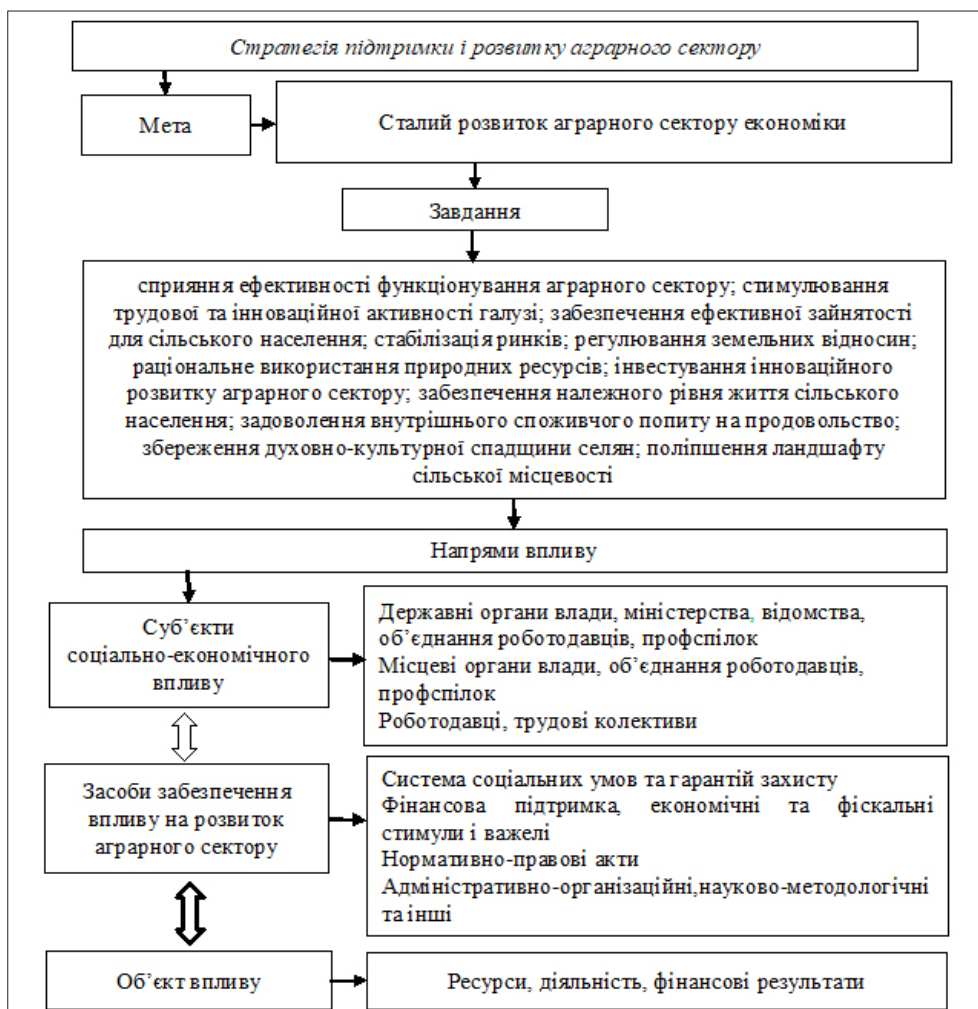 Стратегія підтримки і розвитку аграрного сектору
Мета
Сталий розвиток аграрного сектору економіки
Завдання
сприяння ефективності функціонування аграрного сектору; стимулювання
трудової та інноваційної активності галузі; забезпечення ефективної зайнятості
для сільського населення; стабілізація ринків; регулювання земельних відносин;
раціональне використання природних ресурсів; інвестування інноваційного
розвитку аграрного сектору; забезпечення належного рівня життя сільського
населення; задоволення внутрішнього споживчого попиту на продовольство;
збереження духовно-культурної спадщини селян; поліпшення ландшафту
сільської місцевості
Напрями впливу
Суб’єкти
соціально-економічного
впливу
Державні органи влади, міністерства, відомства,
об’єднання роботодавців, профспілок
Місцеві органи влади, об’єднання роботодавців,
профспілок
Роботодавці, трудові колективи
Засоби забезпечення
впливу на розвиток
аграрного сектору
Система соціальних умов та гарантій захисту
Фінансова підтримка, економічні та фіскальні
стимули і важелі
Нормативно-правові акти
Адміністративно-організаційні,науково-методологічні
та інші
Об’єкт впливу
Ресурси, діяльність, фінансові результати